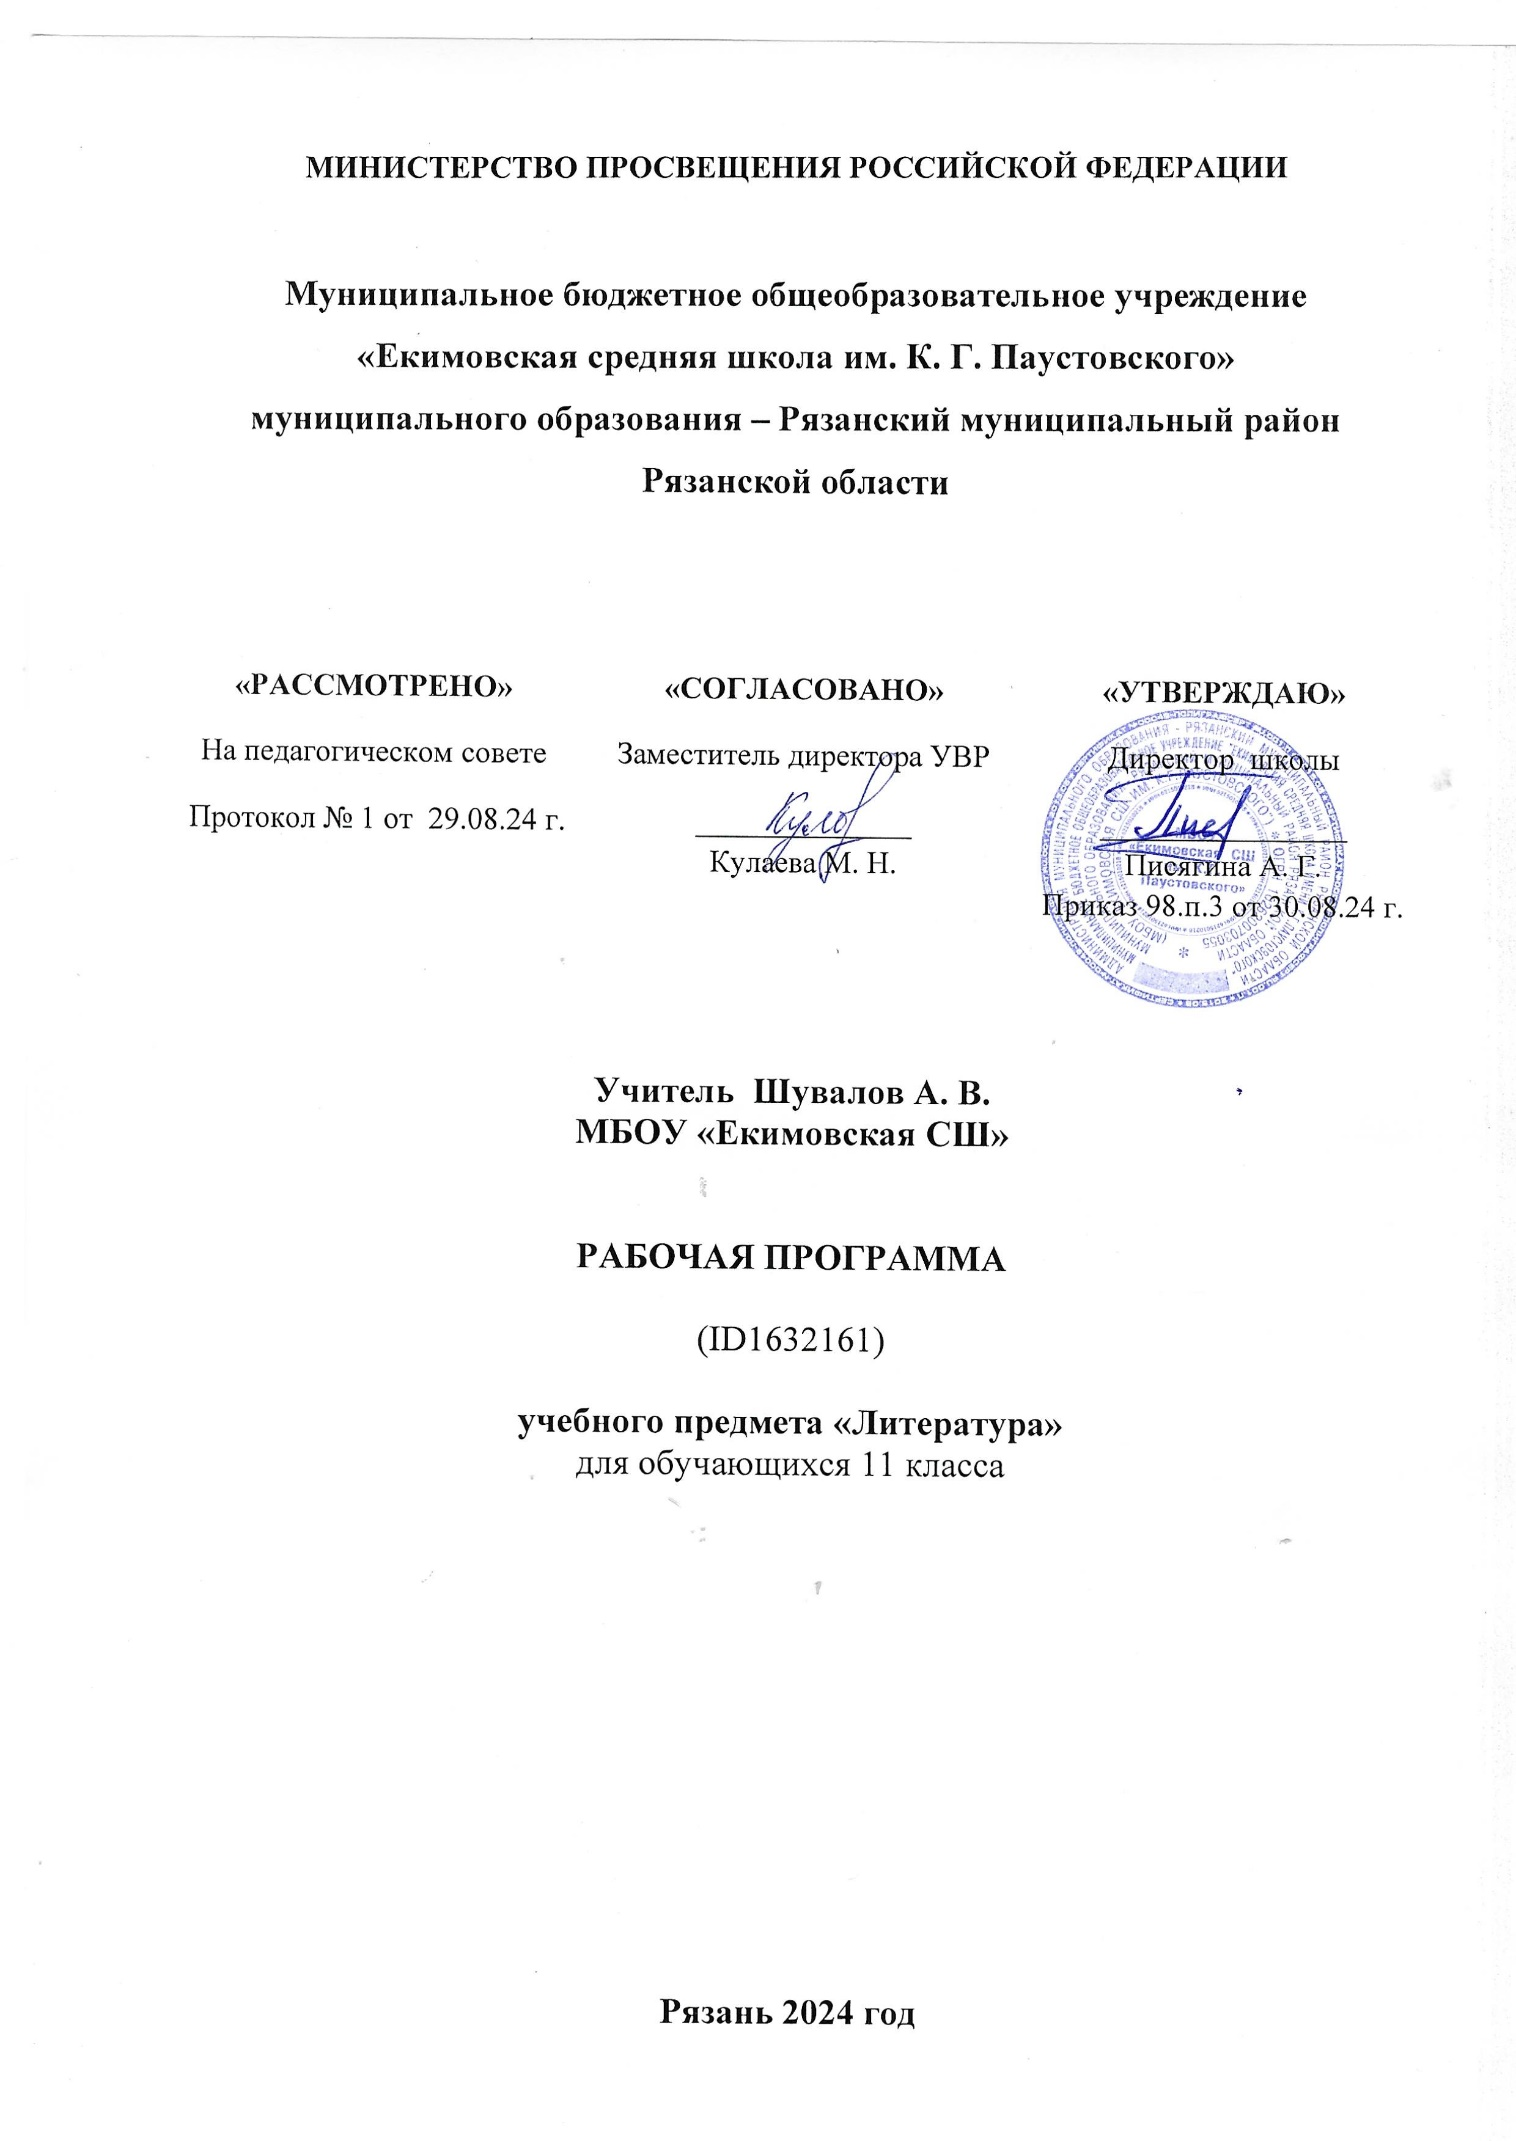 МИНИСТЕРСТВО ПРОСВЕЩЕНИЯ РОССИЙСКОЙ ФЕДЕРАЦИИ
Муниципальное бюджетное общеобразовательное учреждение
«Екимовская средняя школа им. К. Г. Паустовского»
муниципального образования – Рязанский муниципальный район
Рязанской области
«РАССМОТРЕНО»
На педагогическом совете
Протокол № 1 от 29.08.24 г.
«СОГЛАСОВАНО»
Заместитель директора УВР
Кулаева М. Н.
«УТВЕРЖДАЮ»
Директор школы
Писягина А. Г.
Приказ 98.п.3 от 30.08.24 г.
«Екимовская СШ
Паустовского»
Учитель Шувалов А. В.
МБОУ «Екимовская СШ»
РАБОЧАЯ ПРОГРАММА
(ID1632161)
учебного предмета «Литература»
для обучающихся 11 класса
Рязань 2024 год